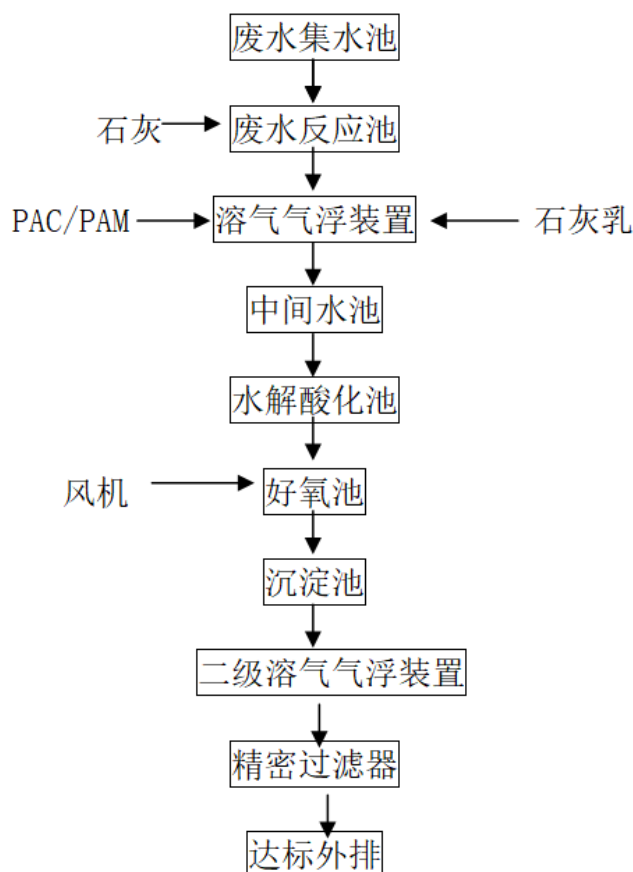 废水集水池
石灰
废水反应池
PAC/PAM
溶气气浮装置
石灰乳
中间水池
水解酸化池
风机
好氧池
沉淀池
二级溶气气浮装置
精密过滤器
达标外排